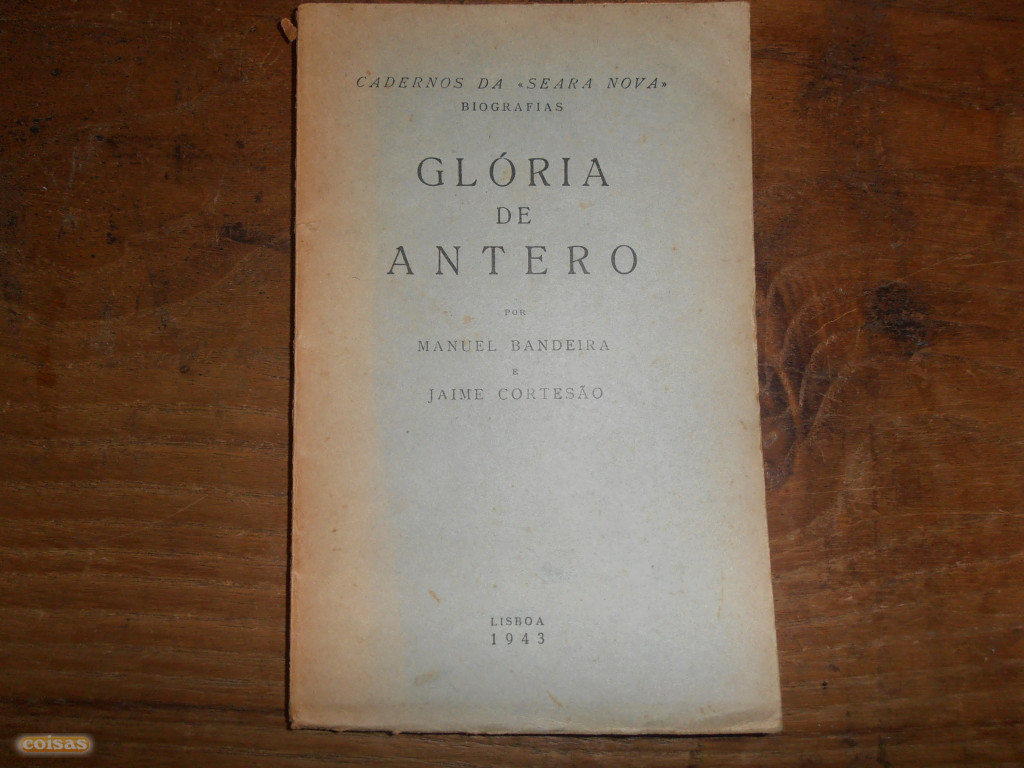 CADERNOS DA «SEARA NOVA»
BIOGRAFIAS
GLÓRIA
DE
ANTERO
POR
MANUEL BANDEIRA
E
JAIME CORTESÃO
LISBOA
1943
coisas